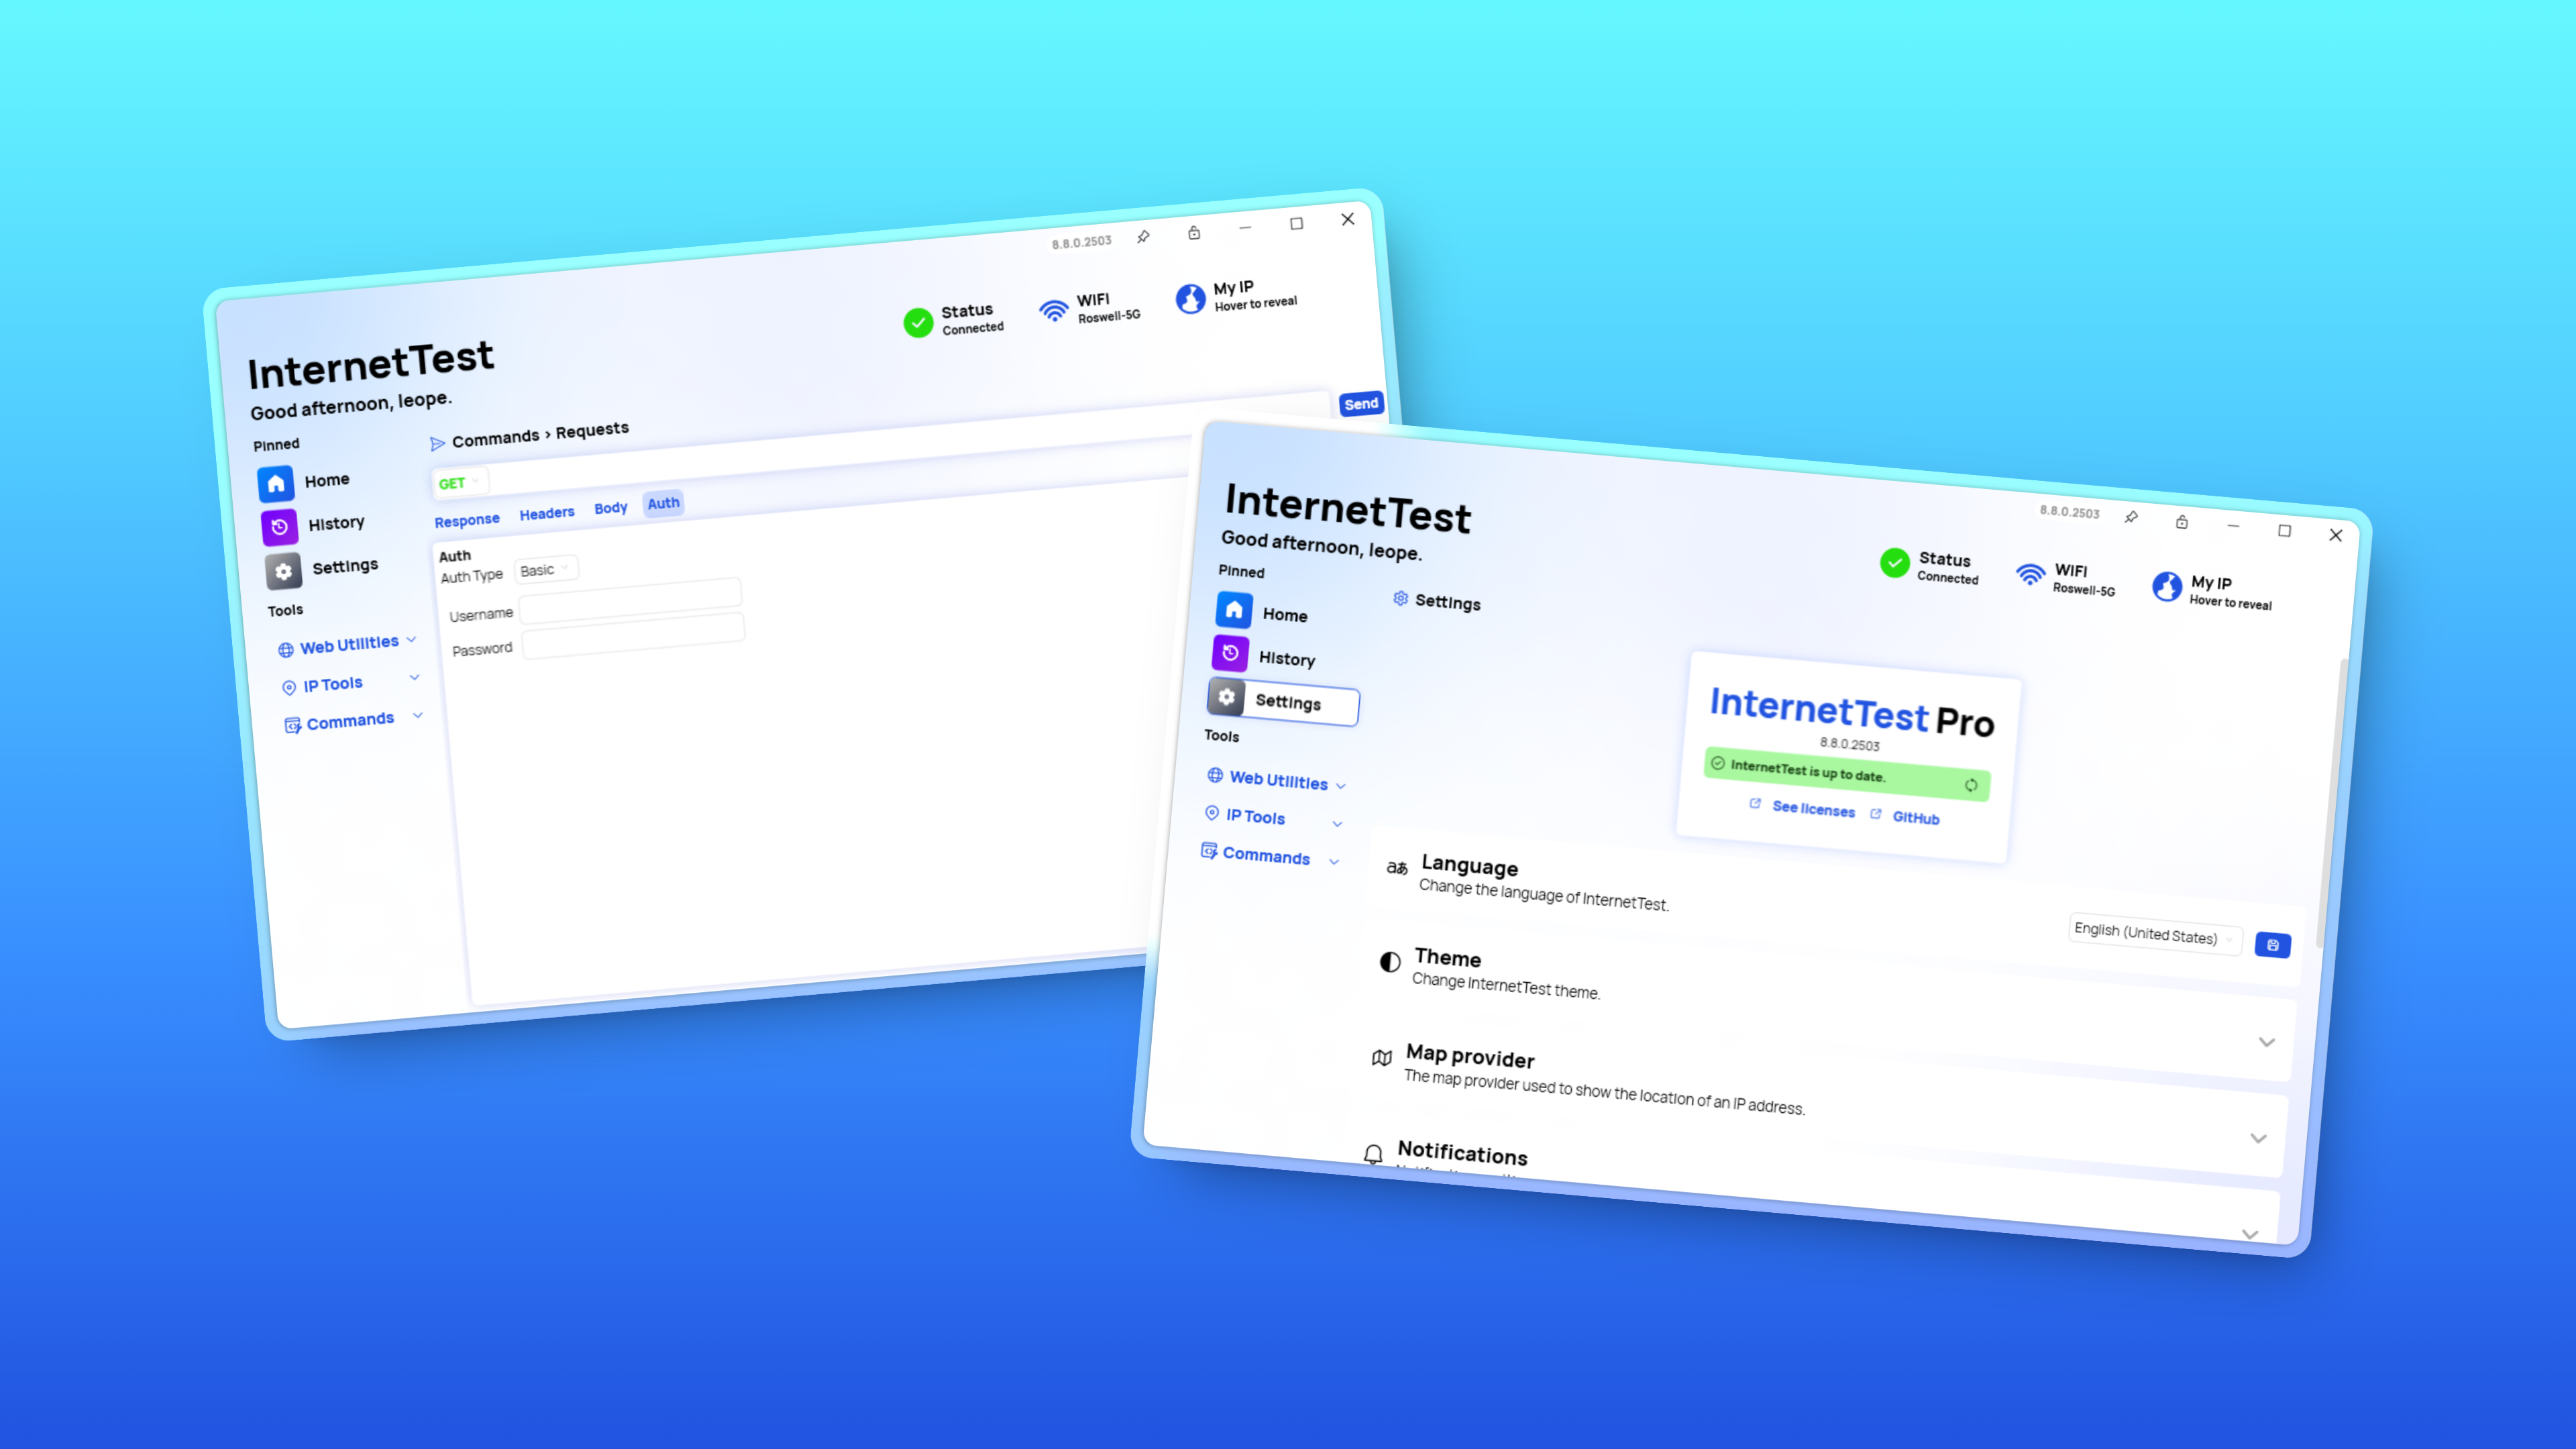 8.8.0.2503
Status
Connected
WiFi
Roswell-5G
My IP
Hover to reveal
InternetTest
Good afternoon, leope.
Pinned
Home
History
Settings
Tools
Web Utilities
IP Tools
Commands
Commands > Requests
GET
Send
Response Headers Body Auth
Auth
Auth Type Basic
Username
Password
8.8.0.2503
InternetTest
Good afternoon, leope.
Status
Connected
WiFi
Roswell-5G
My IP
Hover to reveal
Pinned
Home
History
Settings
Tools
Web Utilities
IP Tools
Commands
Settings
InternetTest Pro
8.8.0.2503
InternetTest is up to date.
See licenses GitHub
aあ
Language
Change the language of InternetTest.
English (United States)
Theme
Change InternetTest theme.
Map provider
The map provider used to show the location of an IP address.
Notifications